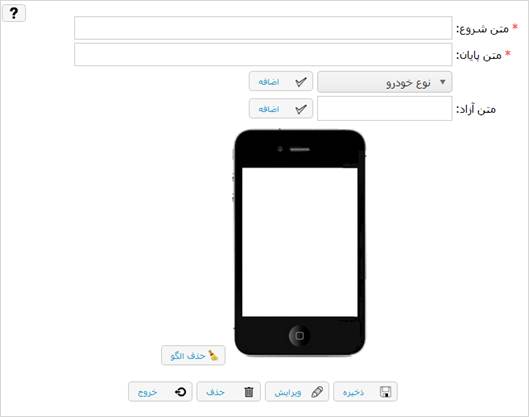 ?
* متن شروع:
* متن پایان:
نوع خودرو اضافه
متن آزاد: اضافه
حذف الگو
ذخیره ویرایش حذف خروج